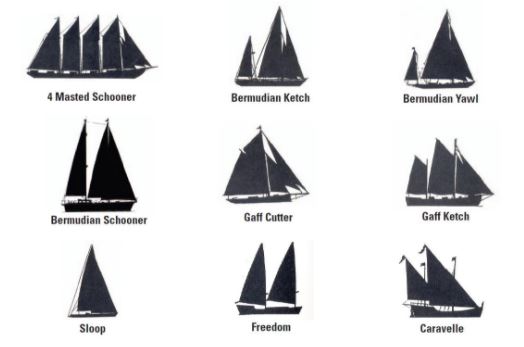 4 Masted Schooner
Bermudian Ketch
Bermudian Yawl
Bermudian Schooner
Gaff Cutter
Gaff Ketch
Sloop
Freedom
Caravelle